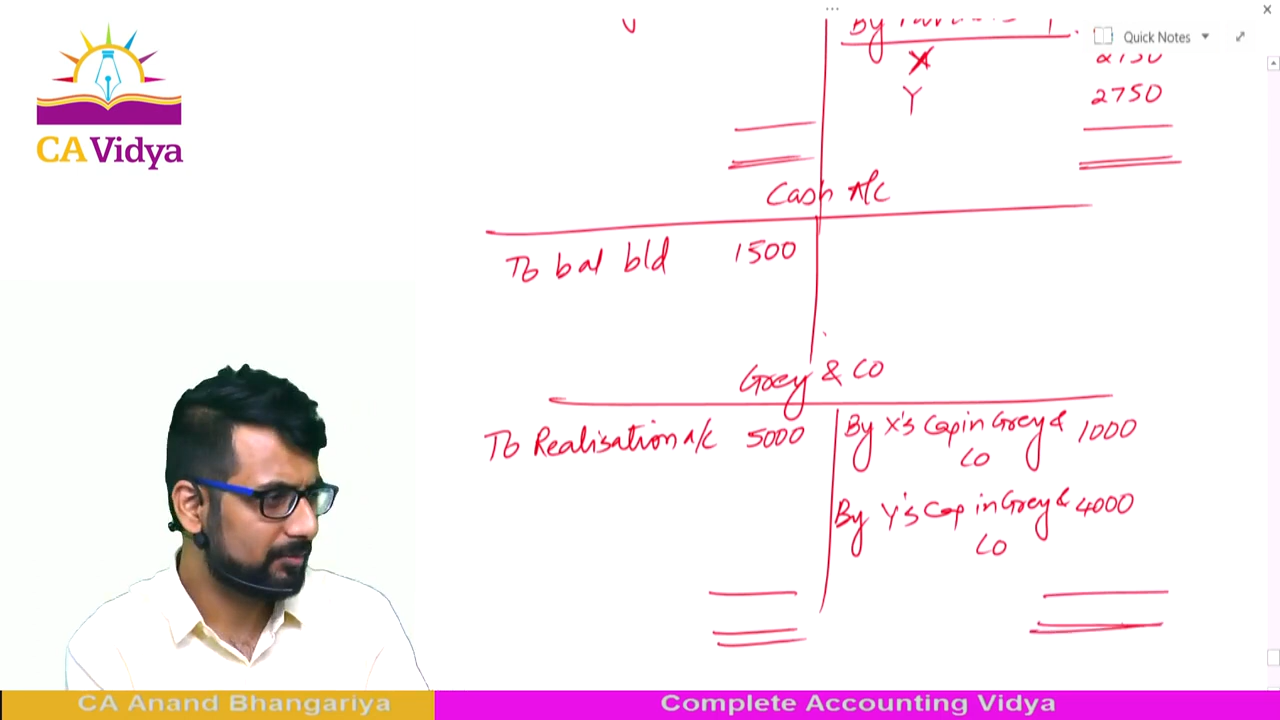 CA Vidya
Quick Notes
By
X
Y 2750
Cash A/c
To bal b/d 1500
Grey & CO
To Realisation A/c 5000
By X's Cap in Grey & 1000
CO
By Y's Cap in Grey & 4000
CO
CA Anand Bhangariya
Complete Accounting Vidya